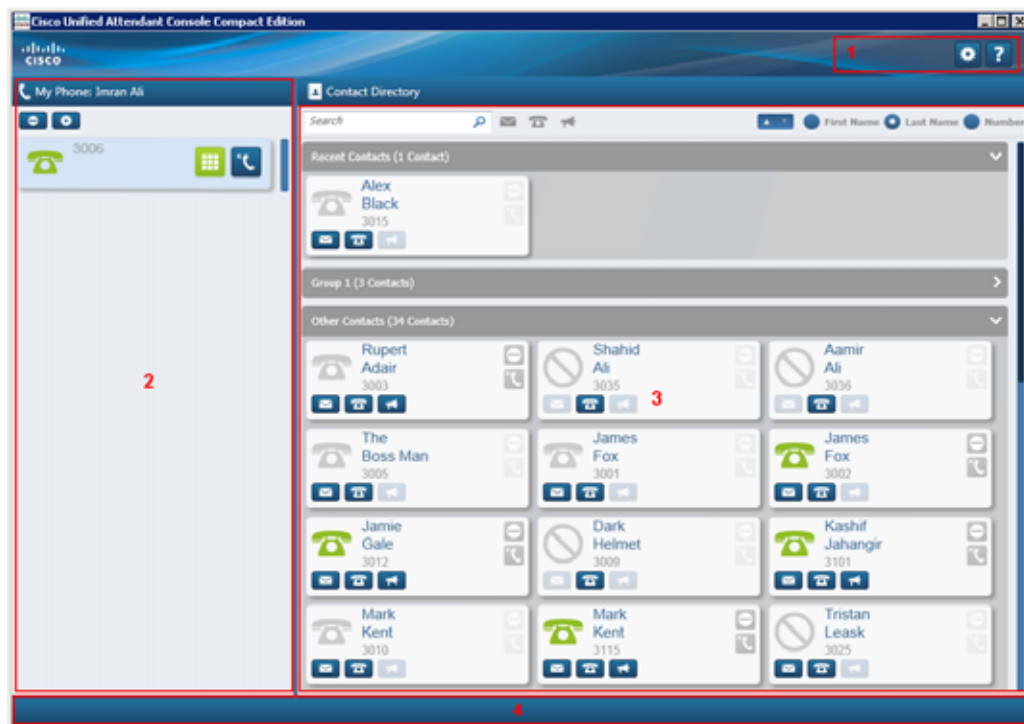 Cisco Unified Attendant Console Compact Edition
CISCO
1
?
My Phone: Imran Ali
Contact Directory
Search
First Name
Last Name
Number
3006
2
Recent Contacts (1 Contact)
Alex
Black
3015
Group 1 (3 Contacts)
Other Contacts (34 Contacts)
Rupert
Adair
3003
Shahid
Ali
3035
3
Aamir
Ali
3036
The
Boss Man
3005
James
Fox
3001
James
Fox
3002
Jamie
Gale
3012
Dark
Helmet
3009
Kashif
Jahangir
3101
Mark
Kent
3010
Mark
Kent
3115
Tristan
Leask
3025
4